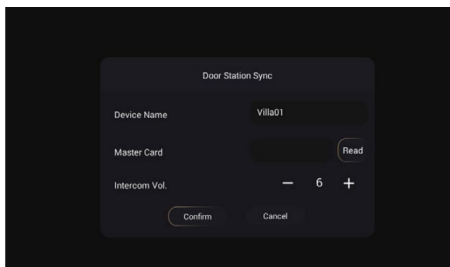 Door Station Sync
Device Name Villa01
Master Card Read
Intercom Vol. — 6 +
Confirm Cancel